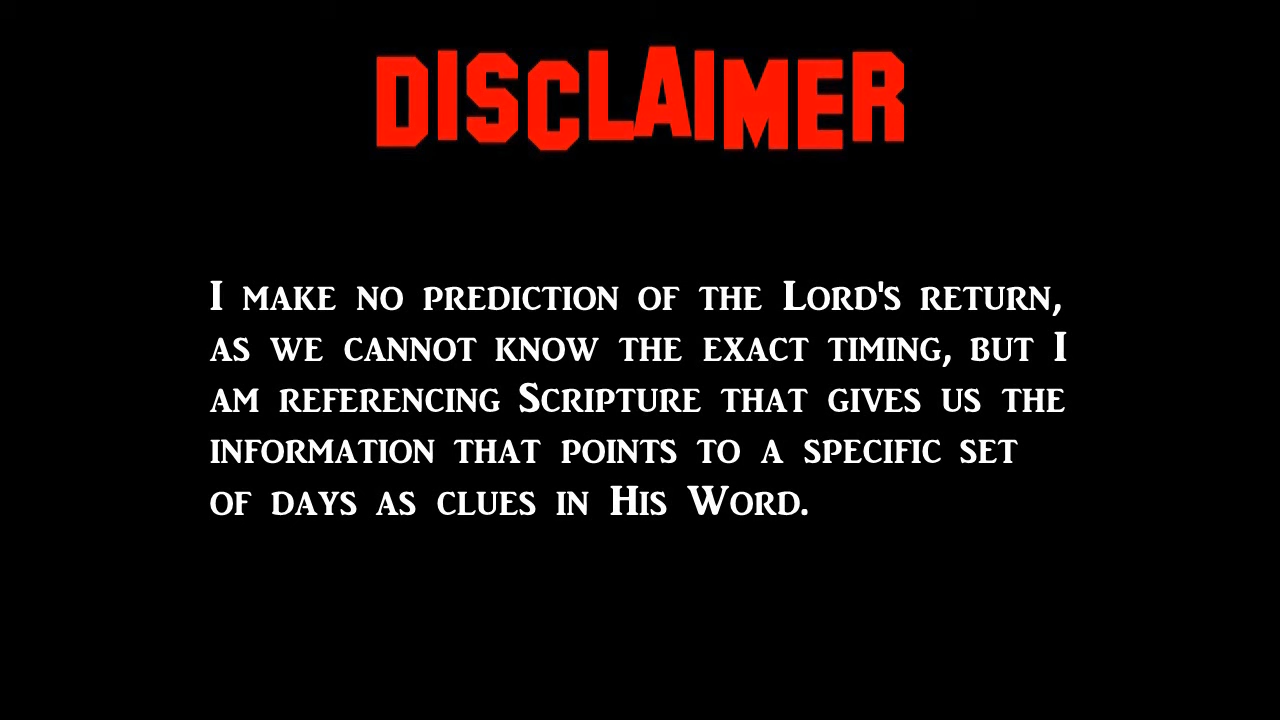 DISCLAIMER
I make no prediction of the Lord's return,
as we cannot know the exact timing, but I
am referencing Scripture that gives us the
information that points to a specific set
of days as clues in His Word.